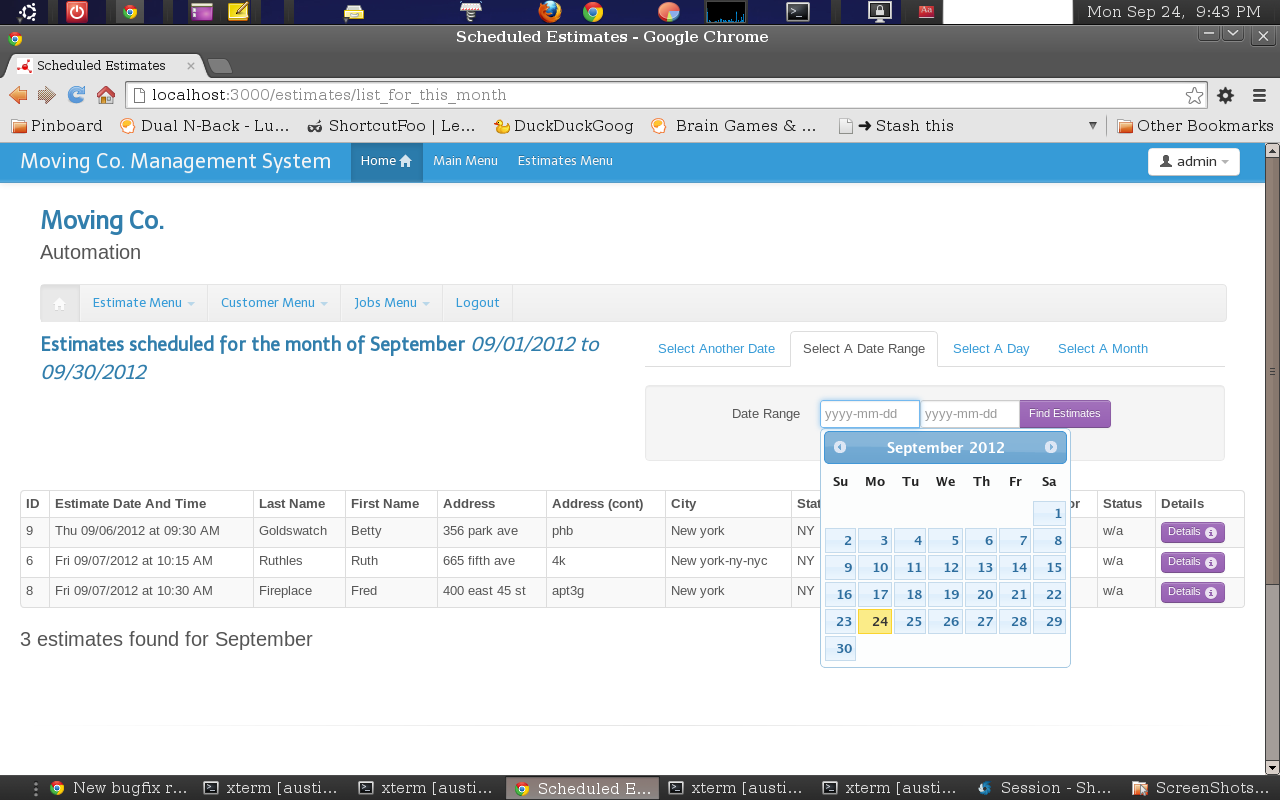 Mon Sep 24, 9:43 PM
Aa
Scheduled Estimates - Google Chrome
Scheduled Estimates
localhost:3000/estimates/list_for_this_month
Pinboard Dual N-Back - Lu... ShortcutFoo | Le... DuckDuckGoog Brain Games & ... ➜ Stash this Other Bookmarks
Moving Co. Management System Home Main Menu Estimates Menu admin
Moving Co.
Automation
Estimate Menu Customer Menu Jobs Menu Logout
Estimates scheduled for the month of September 09/01/2012 to
09/30/2012
Select Another Date Select A Date Range Select A Day Select A Month
Date Range yyyy-mm-dd yyyy-mm-dd Find Estimates
September 2012
Su Mo Tu We Th Fr Sa
1
2 3 4 5 6 7 8
9 10 11 12 13 14 15
16 17 18 19 20 21 22
23 24 25 26 27 28 29
30
ID Estimate Date And Time Last Name First Name Address Address (cont) City Stat or Status Details
9 Thu 09/06/2012 at 09:30 AM Goldswatch Betty 356 park ave phb New york NY w/a Details
6 Fri 09/07/2012 at 10:15 AM Ruthles Ruth 665 fifth ave 4k New york-ny-nyc NY w/a Details
8 Fri 09/07/2012 at 10:30 AM Fireplace Fred 400 east 45 st apt3g New york NY w/a Details
3 estimates found for September
New bugfix r... xterm [austi... xterm [austi... Scheduled E... xterm [austi... xterm [austi... Session - Sh... ScreenShots...